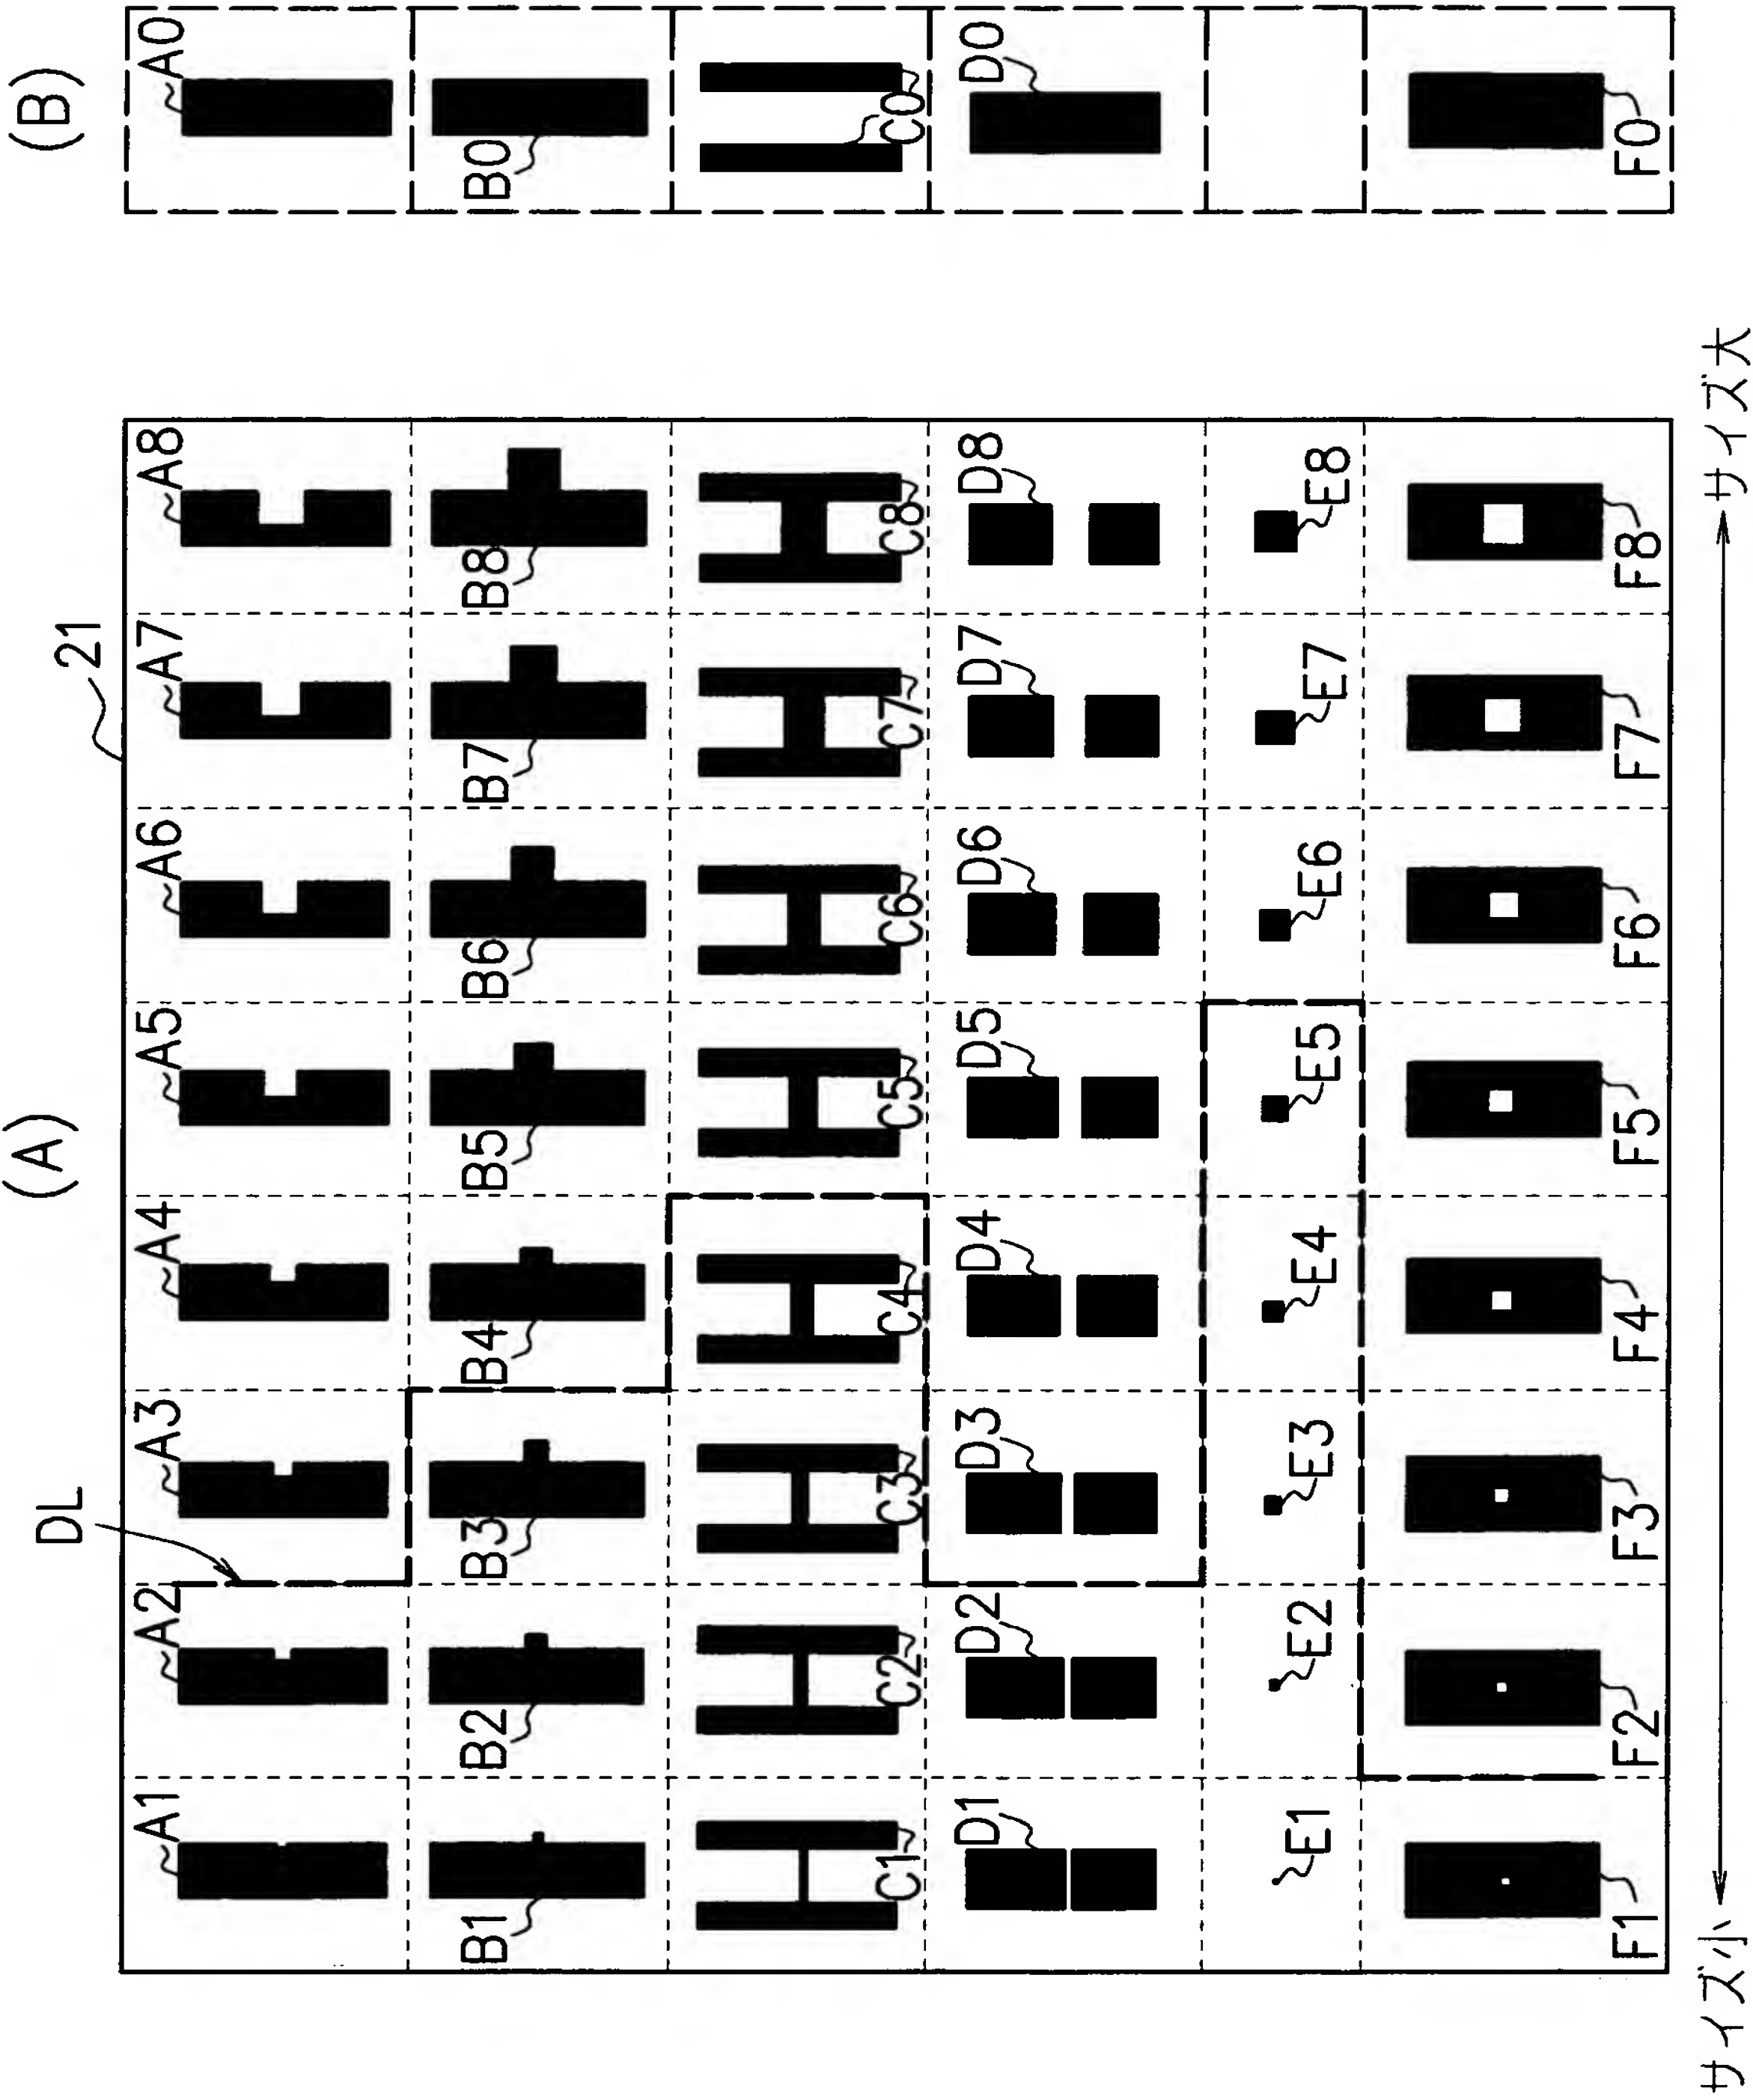 (A) (B)
DL 21
A1 A2 A3 A4 A5 A6 A7 A8 A0
B1 B2 B3 B4 B5 B6 B7 B8 B0
C1 C2 C3 C4 C5 C6 C7 C8 C0
D1 D2 D3 D4 D5 D6 D7 D8 D0
E1 E2 E3 E4 E5 E6 E7 E8
F1 F2 F3 F4 F5 F6 F7 F8 F0
サイズ小 サイズ大